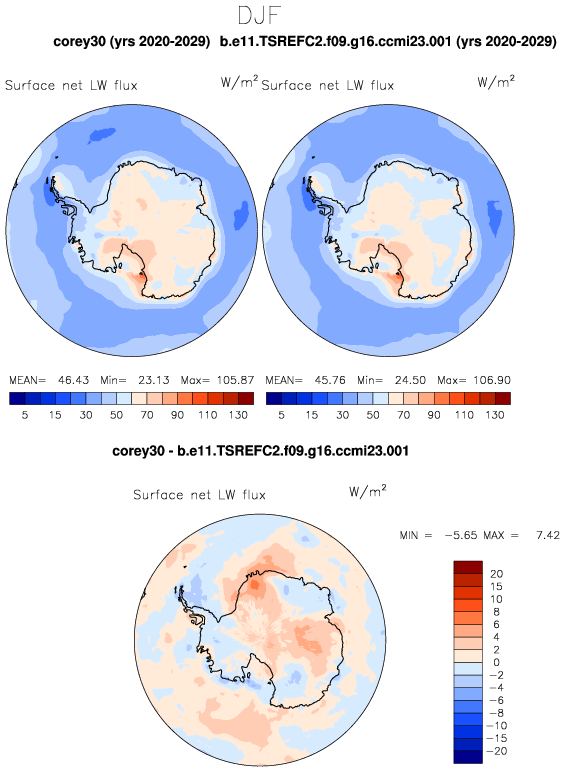 DJF
corey30 (yrs 2020-2029) b.e11.TSREFC2.f09.g16.ccmi23.001 (yrs 2020-2029)
Surface net LW flux W/m² Surface net LW flux W/m²
MEAN= 46.43 Min= 23.13 Max= 105.87 MEAN= 45.76 Min= 24.50 Max= 106.90
5 15 30 50 70 90 110 130 5 15 30 50 70 90 110 130
corey30 - b.e11.TSREFC2.f09.g16.ccmi23.001
Surface net LW flux W/m²
MIN = -5.65 MAX = 7.42
20
15
10
8
6
4
2
0
-2
-4
-6
-8
-10
-15
-20